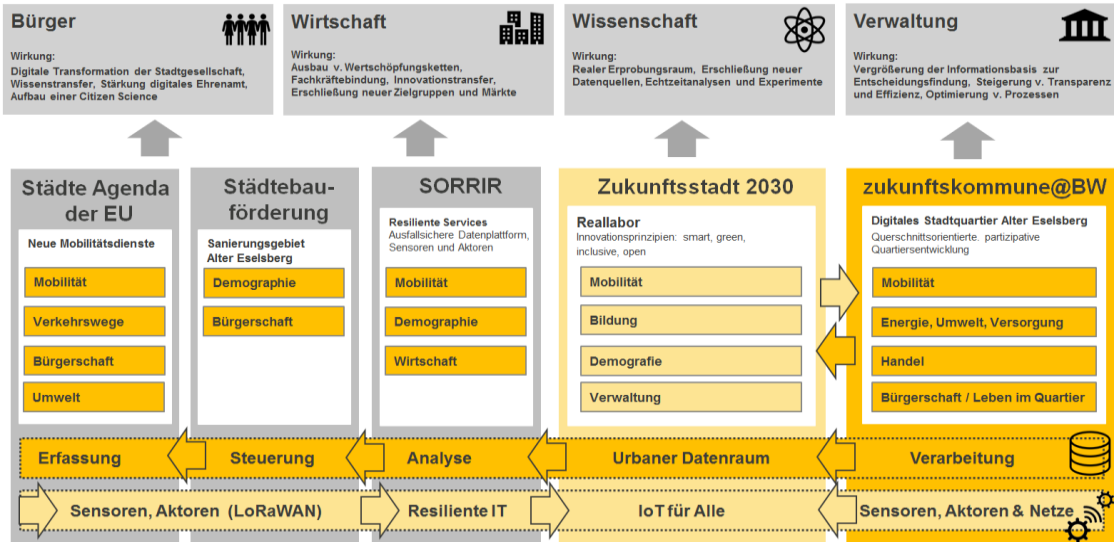 Bürger
Wirkung:
Digitale Transformation der Stadtgesellschaft,
Wissenstransfer, Stärkung digitales Ehrenamt,
Aufbau einer Citizen Science
Wirtschaft
Wirkung:
Ausbau v. Wertschöpfungsketten,
Fachkräftebindung, Innovationstransfer,
Erschließung neuer Zielgruppen und Märkte
Wissenschaft
Wirkung:
Realer Erprobungsraum, Erschließung neuer
Datenquellen, Echtzeitanalysen und Experimente
Verwaltung
Wirkung:
Vergrößerung der Informationsbasis zur
Entscheidungsfindung, Steigerung v. Transparenz
und Effizienz, Optimierung v. Prozessen
Städte Agenda
der EU
Neue Mobilitätsdienste
Mobilität
Verkehrswege
Bürgerschaft
Umwelt
Städtebau-
förderung
Sanierungsgebiet
Alter Eselsberg
Demographie
Bürgerschaft
SORRIR
Resiliente Services
Ausfallsichere Datenplattform,
Sensoren und Aktoren
Mobilität
Demographie
Wirtschaft
Zukunftsstadt 2030
Reallabor
Innovationsprinzipien: smart, green,
inclusive, open
Mobilität
Bildung
Demografie
Verwaltung
zukunftskommune@BW
Digitales Stadtquartier Alter Eselsberg
Querschnittsorientierte. partizipative
Quartiersentwicklung
Mobilität
Energie, Umwelt, Versorgung
Handel
Bürgerschaft / Leben im Quartier
Erfassung
Steuerung
Analyse
Urbaner Datenraum
Verarbeitung
Sensoren, Aktoren (LoRaWAN)
Resiliente IT
IoT für Alle
Sensoren, Aktoren & Netze